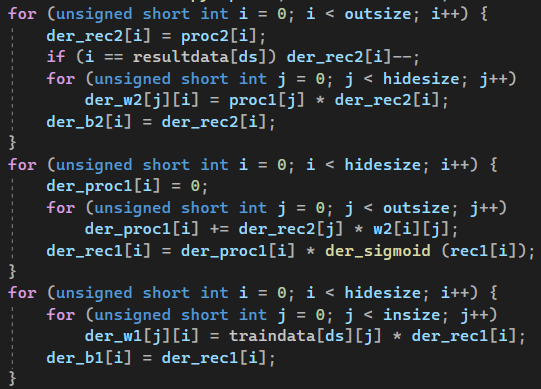 for (unsigned short int i = 0; i < outsize; i++) {
    der_rec2[i] = proc2[i];
    if (i == resultdata[ds]) der_rec2[i]--;
    for (unsigned short int j = 0; j < hidesize; j++)
        der_w2[j][i] = proc1[j] * der_rec2[i];
    der_b2[i] = der_rec2[i];
}
for (unsigned short int i = 0; i < hidesize; i++) {
    der_proc1[i] = 0;
    for (unsigned short int j = 0; j < outsize; j++)
        der_proc1[i] += der_rec2[j] * w2[i][j];
    der_rec1[i] = der_proc1[i] * der_sigmoid (rec1[i]);
}
for (unsigned short int i = 0; i < hidesize; i++) {
    for (unsigned short int j = 0; j < insize; j++)
        der_w1[j][i] = traindata[ds][j] * der_rec1[i];
    der_b1[i] = der_rec1[i];
}